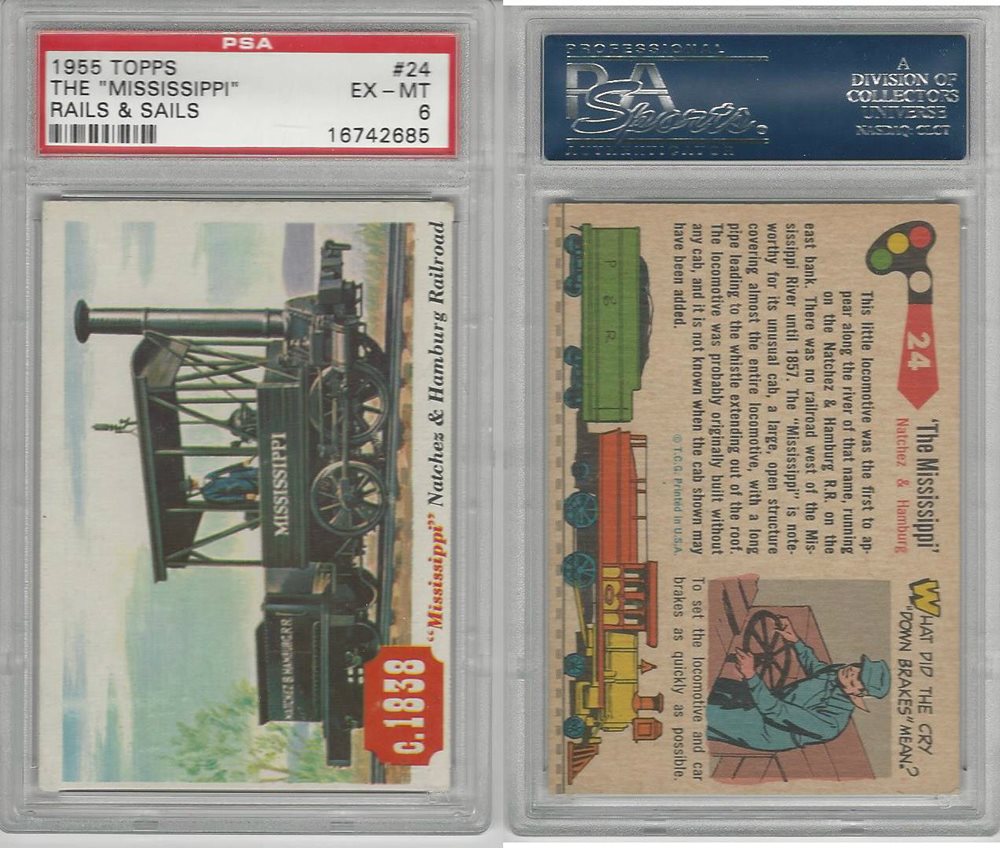 PSA
1955 TOPPS #24
THE "MISSISSIPPI" EX-MT
RAILS & SAILS 6
16742685
"Mississippi" Natchez & Hamburg Railroad
c.1838
MISSISSIPPI
NATCHEZ & HAMBURG R.R.
PROFESSIONAL
PSA
Sports.
AUTHENTICATION
A
DIVISION OF
COLLECTORS
UNIVERSE
NASDAQ: CLCT
24
'The Mississippi'
Natchez & Hamburg
This little locomotive was the first to ap-
pear along the river of that name, running
on the Natchez & Hamburg R.R. on the
east bank. There was no railroad west of the Mis-
sissippi River until 1857. The "Mississippi" is note-
worthy for its unusual cab, a large, open structure
covering almost the entire locomotive, with a long
pipe leading to the whistle extending out of the roof.
The locomotive was probably originally built without
any cab, and it is not known when the cab shown may
have been added.
© T.C.G. Printed in U.S.A.
WHAT DID THE CRY
"DOWN BRAKES" MEAN?
To set the locomotive and car
brakes as quickly as possible.
P & R